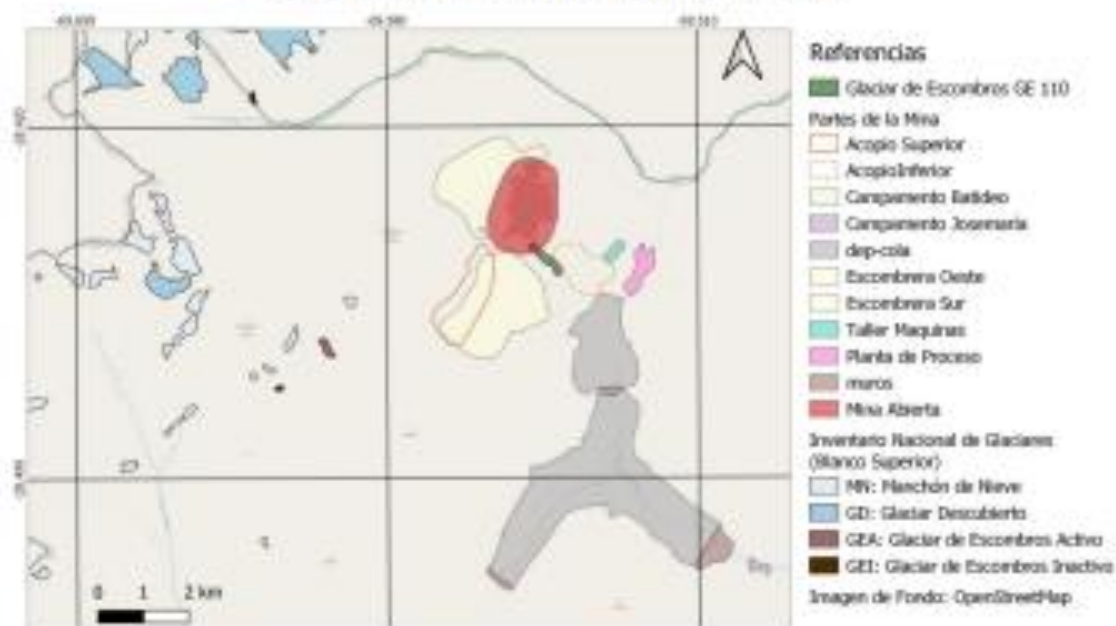 Referencias
Glaciar de Escombros GE 110
Partes de la Mina
Acopio Superior
AcopioInferior
Campamento Batideo
Campamento Josemaria
dep-cola
Escombrera Oeste
Escombrera Sur
Taller Maquinas
Planta de Proceso
muros
Mina Abierta
Inventario Nacional de Glaciares
(Blanco Superior)
MN: Manchón de Nieve
GD: Glaciar Descubierto
GEA: Glaciar de Escombros Activo
GEI: Glaciar de Escombros Inactivo
Imagen de Fondo: OpenStreetMap
0 1 2 km